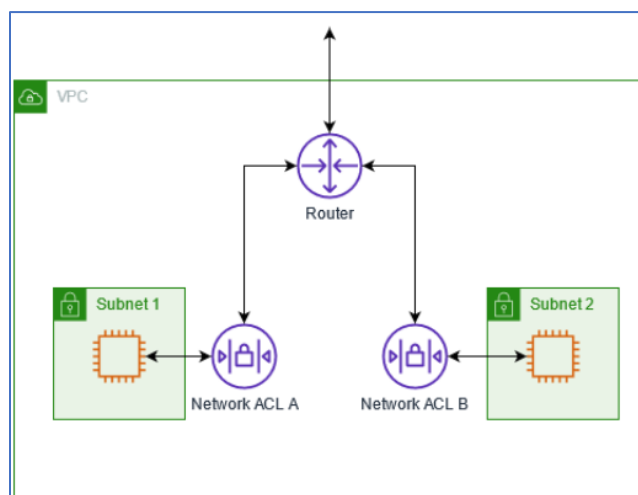 VPC
Router
Subnet 1
Subnet 2
Network ACL A
Network ACL B